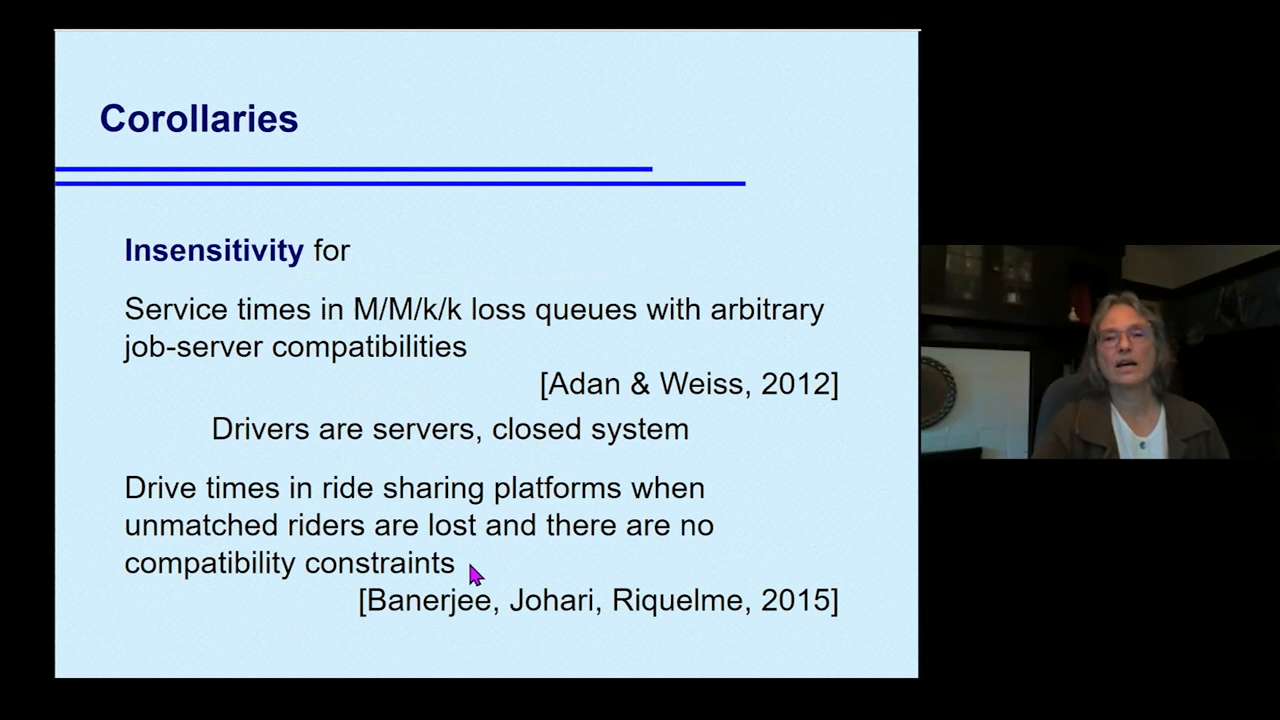 Corollaries
Insensitivity for
Service times in M/M/k/k loss queues with arbitrary
job-server compatibilities
[Adan & Weiss, 2012]
Drivers are servers, closed system
Drive times in ride sharing platforms when
unmatched riders are lost and there are no
compatibility constraints
[Banerjee, Johari, Riquelme, 2015]